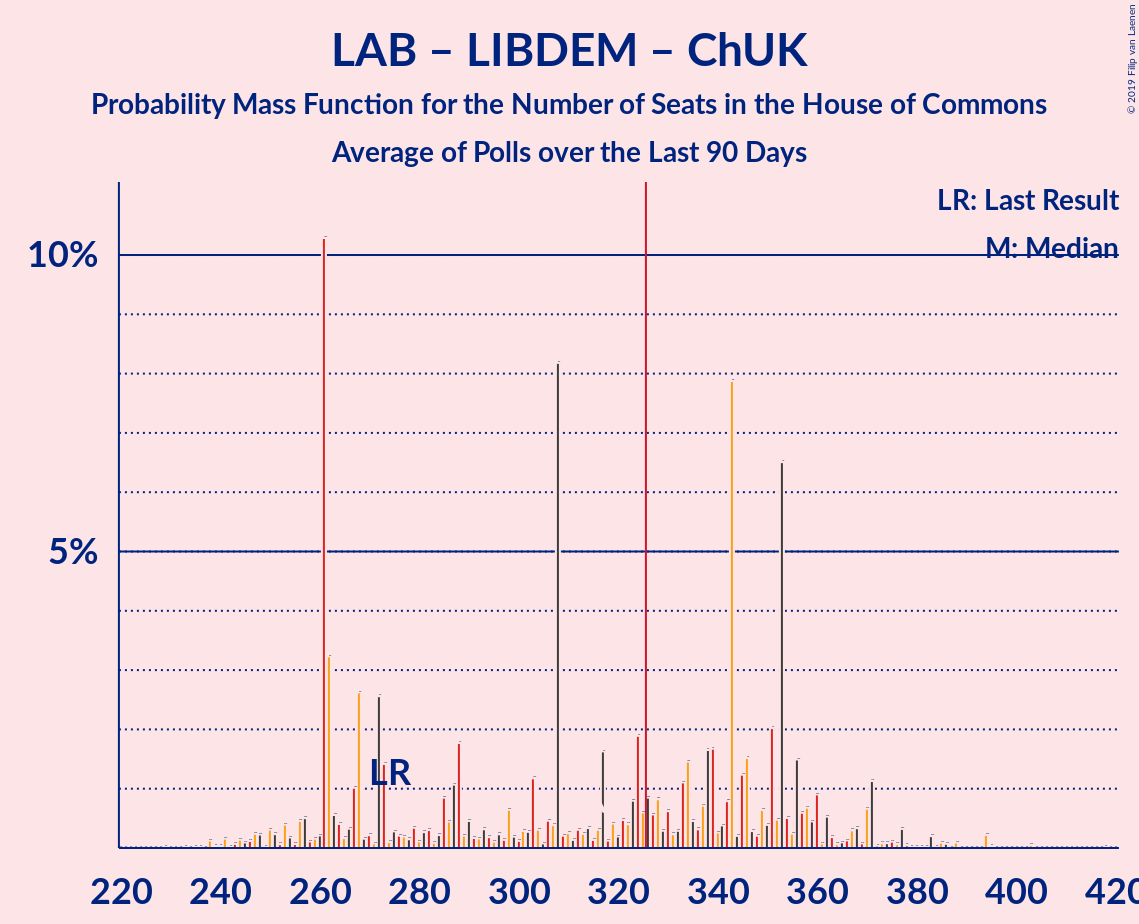 LAB – LIBDEM – ChUK
Probability Mass Function for the Number of Seats in the House of Commons
Average of Polls over the Last 90 Days
© 2019 Filip van Laenen
LR: Last Result
M: Median
10%
5%
LR
220 240 260 280 300 320 340 360 380 400 420